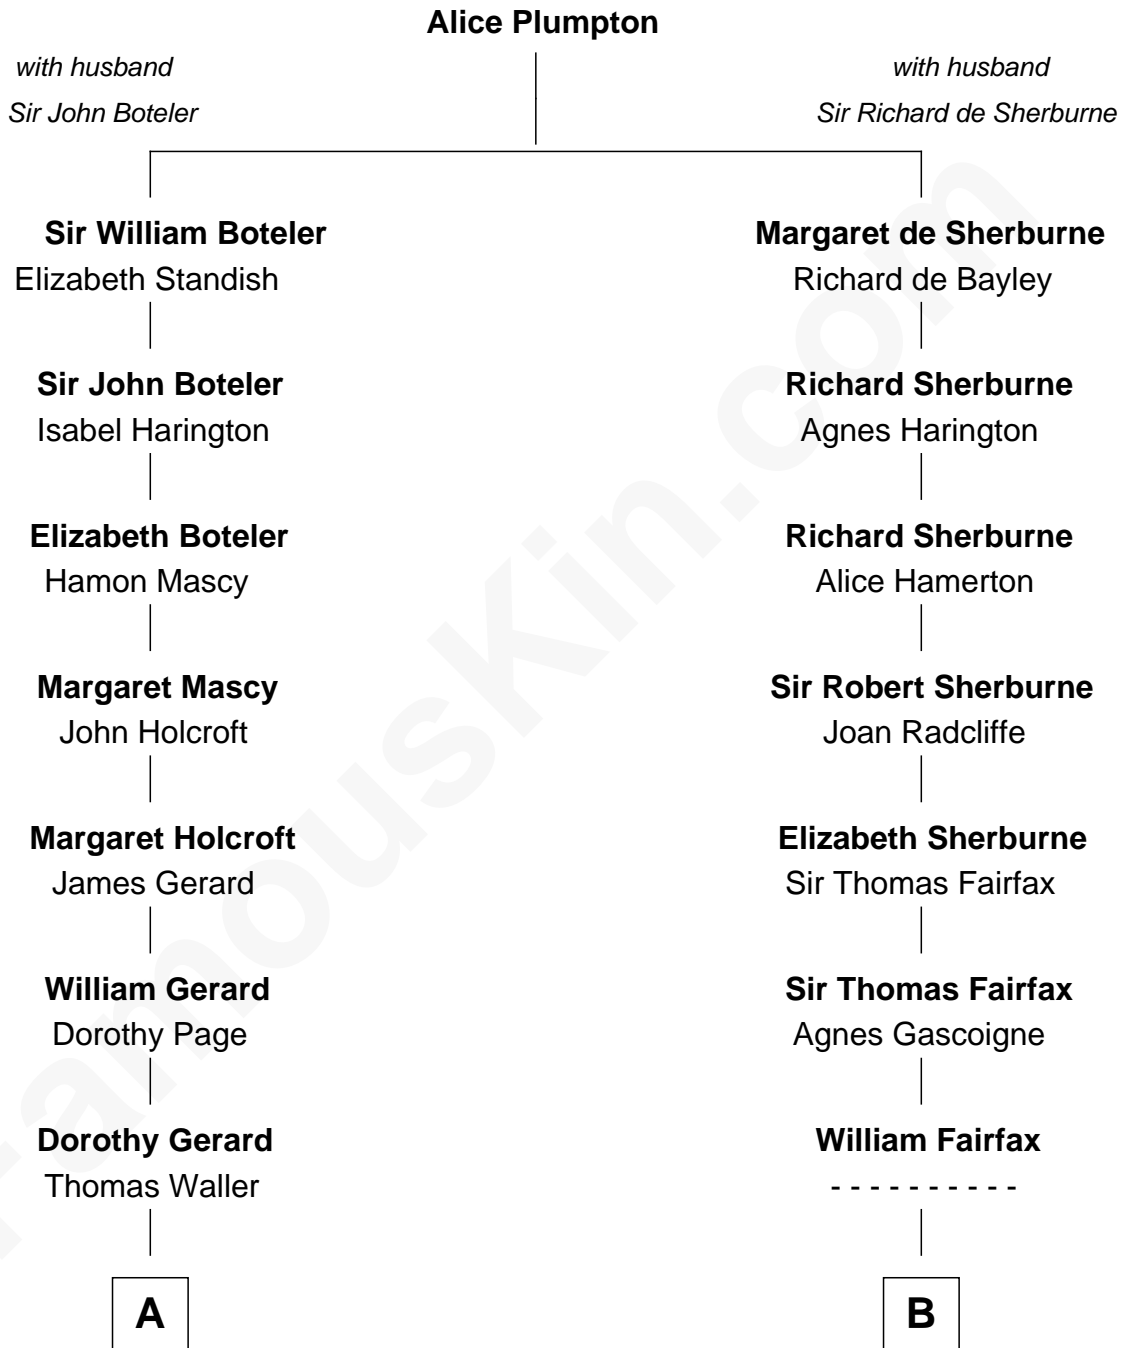 Alice Plumpton
with husband
Sir John Boteler
with husband
Sir Richard de Sherburne
Sir William Boteler
Elizabeth Standish
Margaret de Sherburne
Richard de Bayley
Sir John Boteler
Isabel Harington
Richard Sherburne
Agnes Harington
Elizabeth Boteler
Hamon Mascy
Richard Sherburne
Alice Hamerton
Margaret Mascy
John Holcroft
Sir Robert Sherburne
Joan Radcliffe
Margaret Holcroft
James Gerard
Elizabeth Sherburne
Sir Thomas Fairfax
William Gerard
Dorothy Page
Sir Thomas Fairfax
Agnes Gascoigne
Dorothy Gerard
Thomas Waller
William Fairfax
- - - - - - - - - -
A
B
FamousKin.com